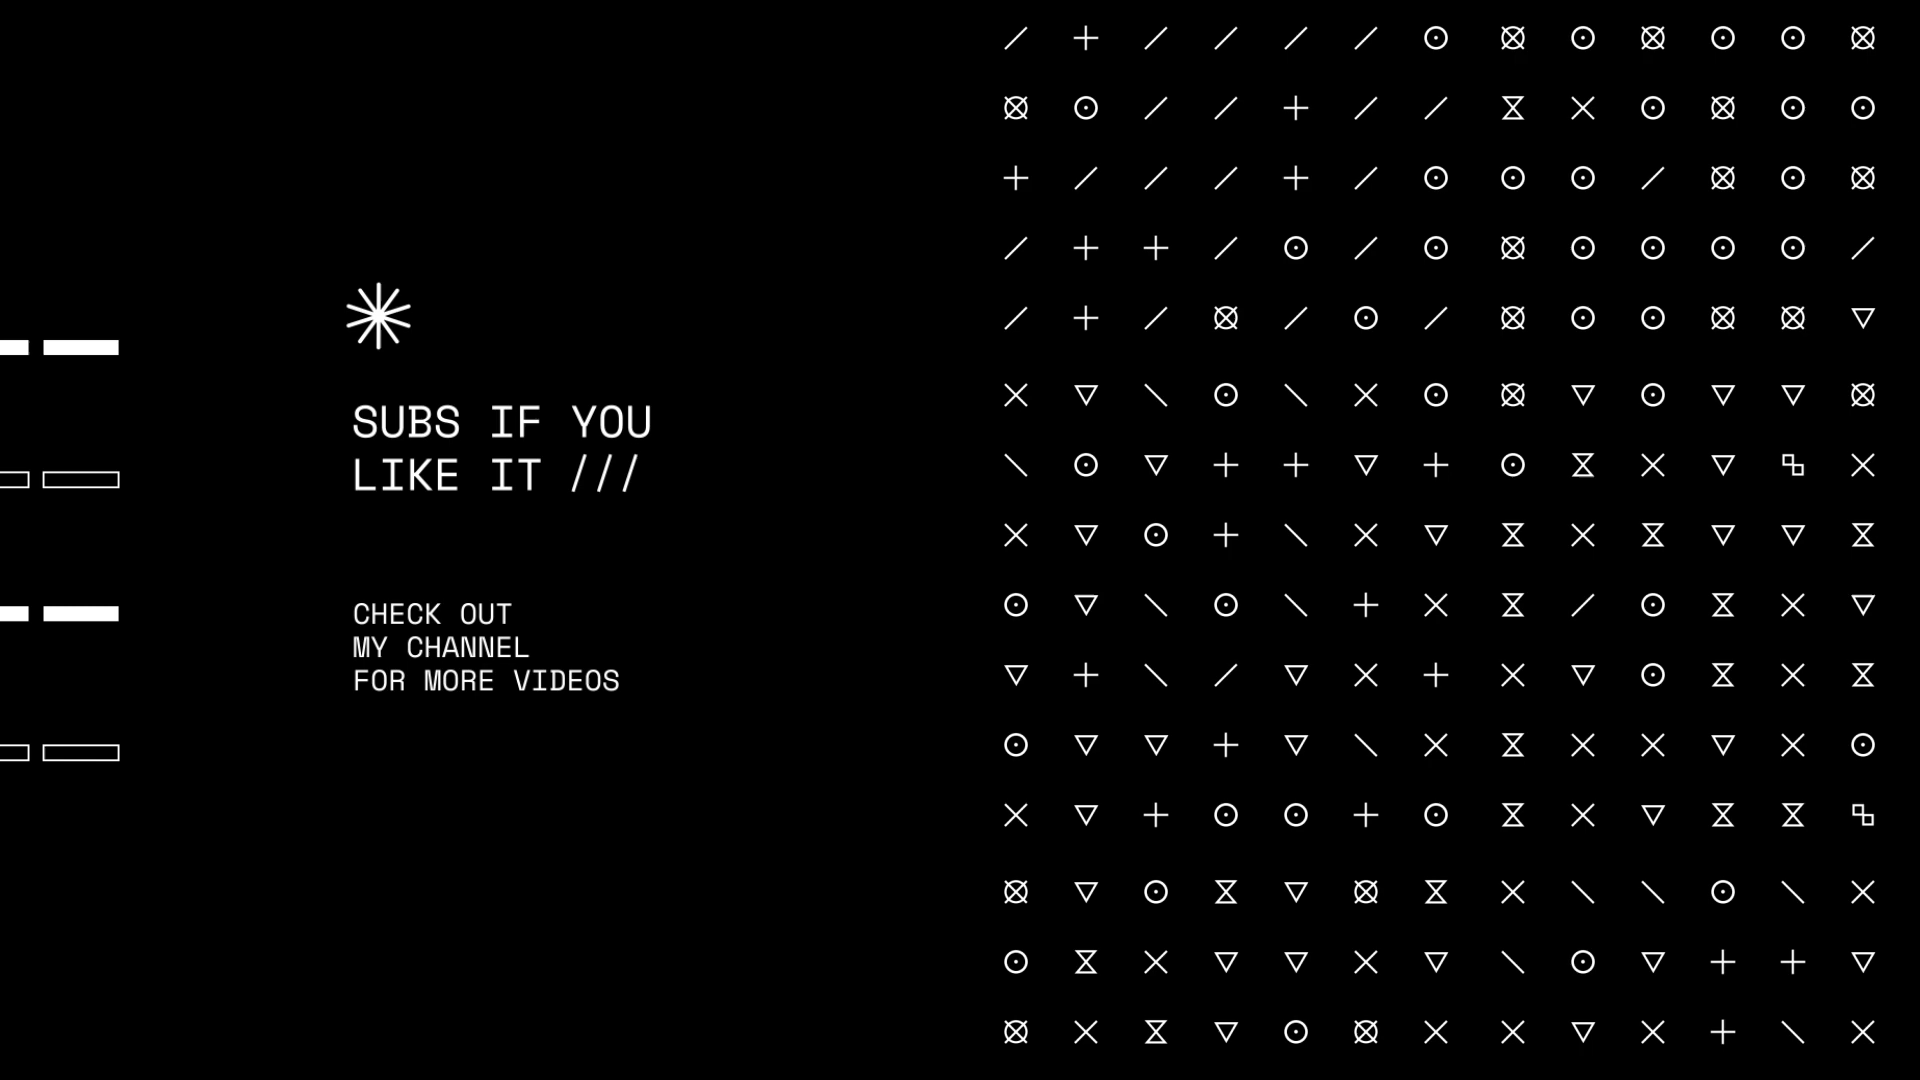 SUBS IF YOU
LIKE IT ///
CHECK OUT
MY CHANNEL
FOR MORE VIDEOS